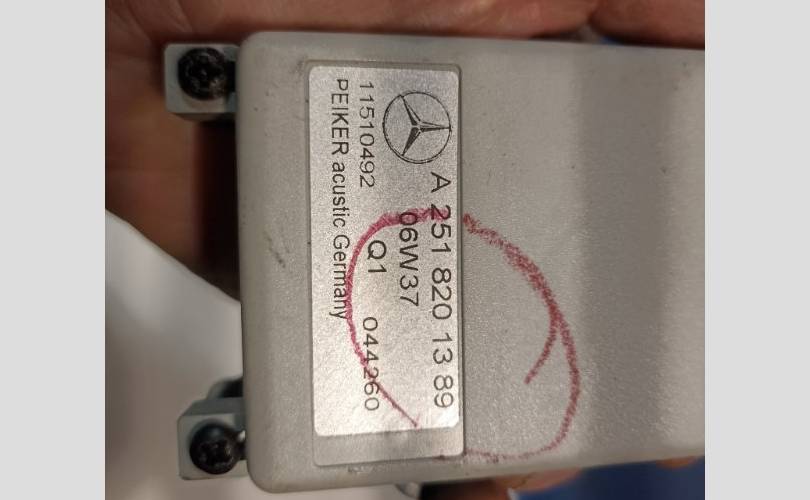 A 251 820 13 89
06W37
11510492 Q1 044260
PEIKER acustic Germany